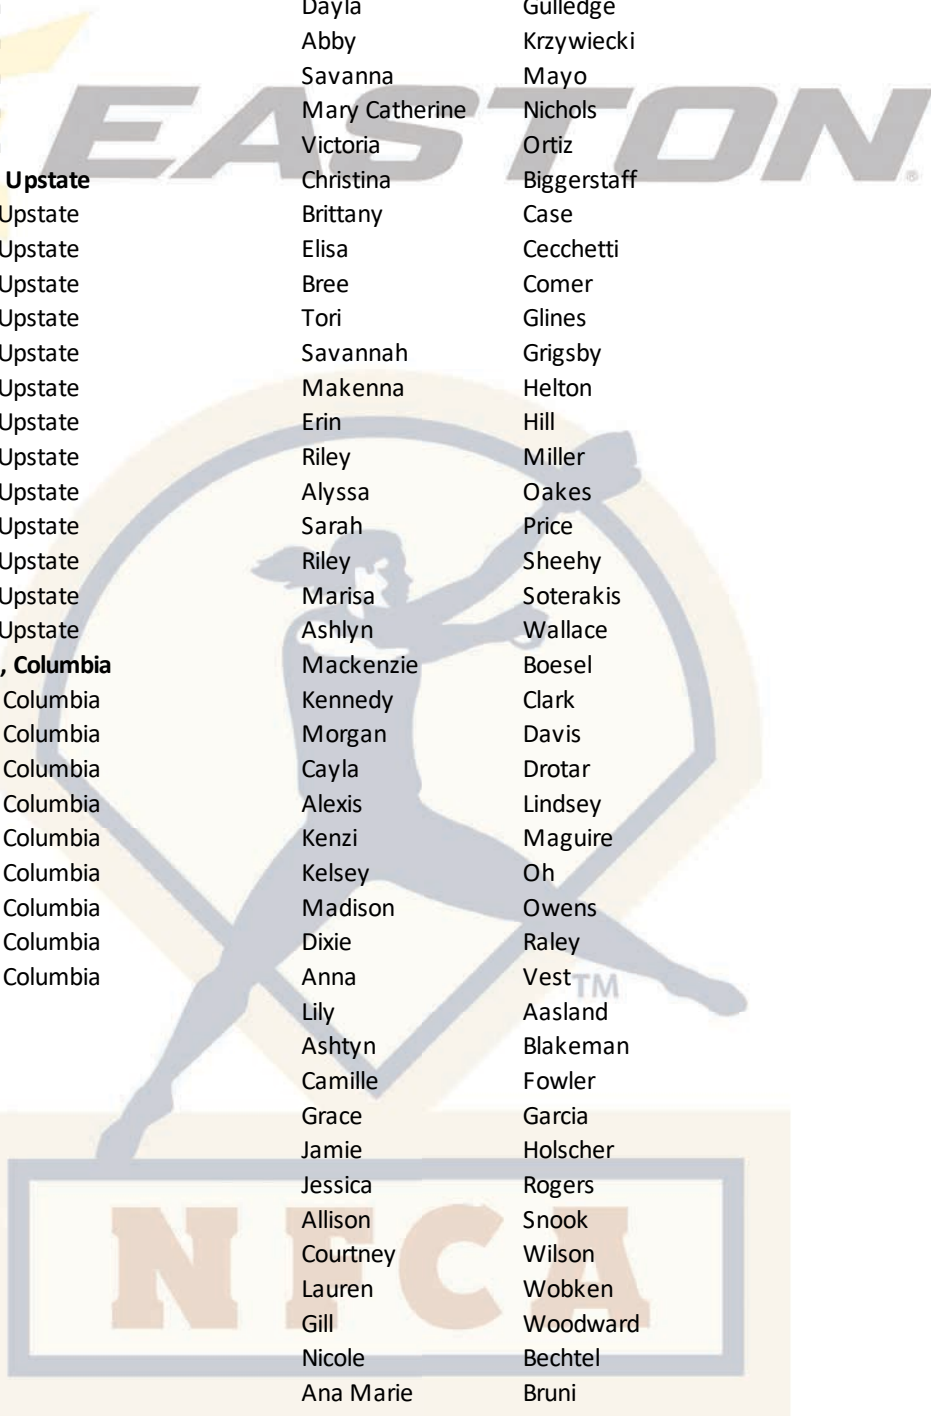 Dayla Gulledge
Abby Krzywiecki
Savanna Mayo
EASTON
Mary Catherine Nichols
Victoria Ortiz
Upstate Christina Biggerstaff
Upstate Brittany Case
Upstate Elisa Cecchetti
Upstate Bree Comer
Upstate Tori Glines
Upstate Savannah Grigsby
Upstate Makenna Helton
Upstate Erin Hill
Upstate Riley Miller
Upstate Alyssa Oakes
Upstate Sarah Price
Upstate Riley Sheehy
Upstate Marisa Soterakis
Upstate Ashlyn Wallace
, Columbia Mackenzie Boesel
Columbia Kennedy Clark
Columbia Morgan Davis
Columbia Cayla Drotar
Columbia Alexis Lindsey
Columbia Kenzi Maguire
Columbia Kelsey Oh
Columbia Madison Owens
Columbia Dixie Raley
Columbia Anna Vest
TM
Lily Aasland
Ashtyn Blakeman
Camille Fowler
Grace Garcia
Jamie Holscher
Jessica Rogers
Allison Snook
NFCA
Courtney Wilson
Lauren Wobken
Gill Woodward
Nicole Bechtel
Ana Marie Bruni